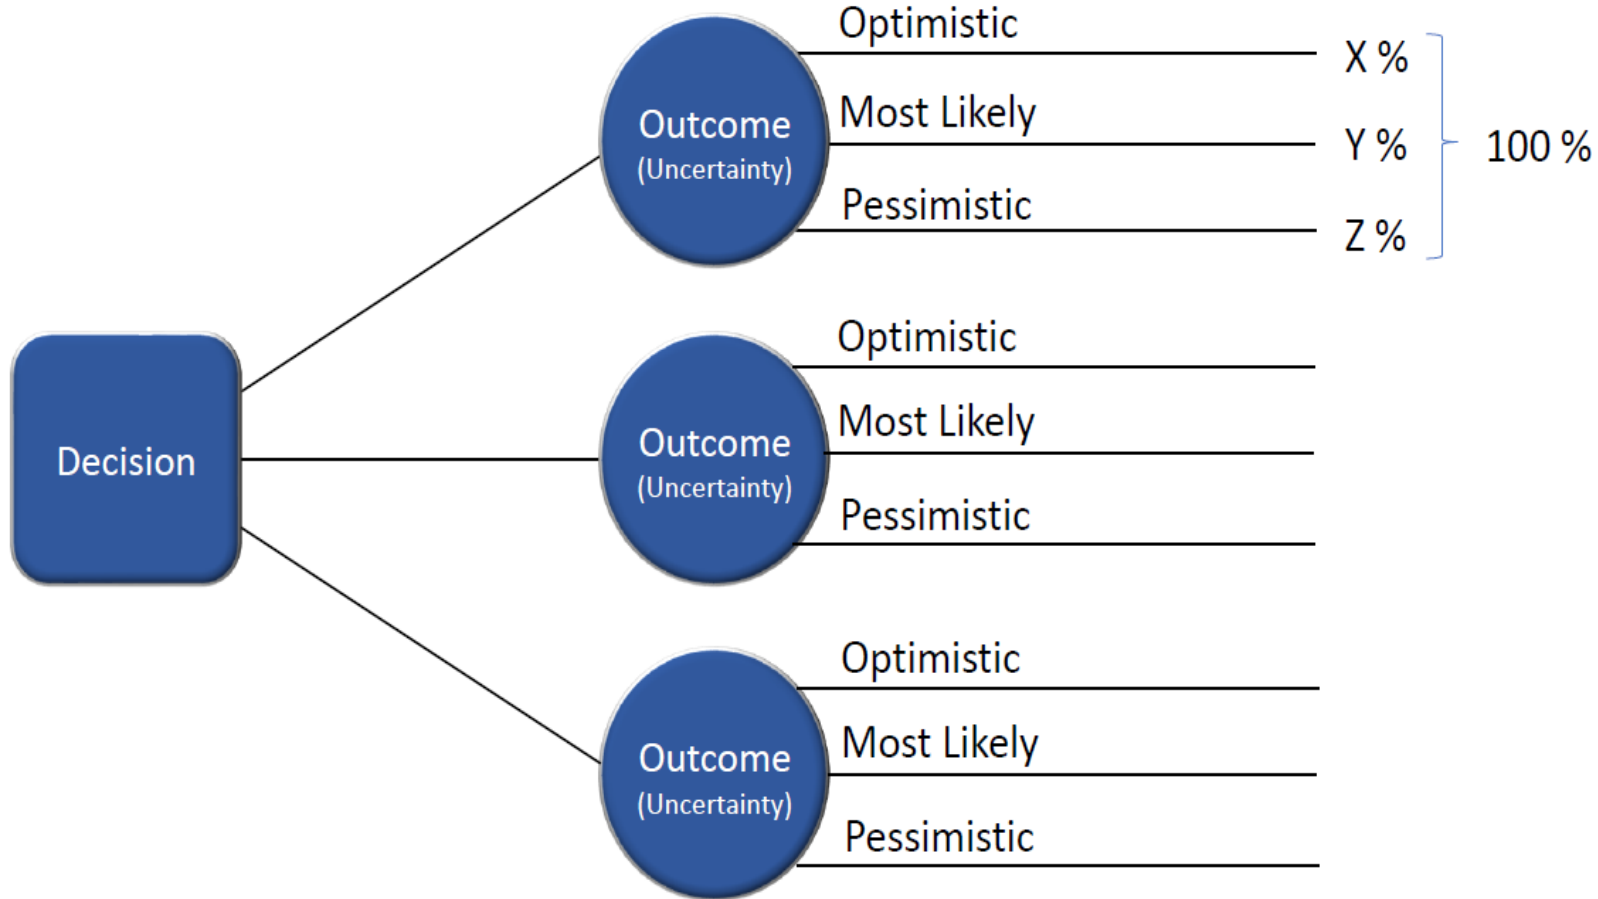 Optimistic
X %
Outcome
(Uncertainty)
Most Likely
Y %
100 %
Pessimistic
Z %
Decision
Optimistic
Outcome
(Uncertainty)
Most Likely
Pessimistic
Optimistic
Outcome
(Uncertainty)
Most Likely
Pessimistic